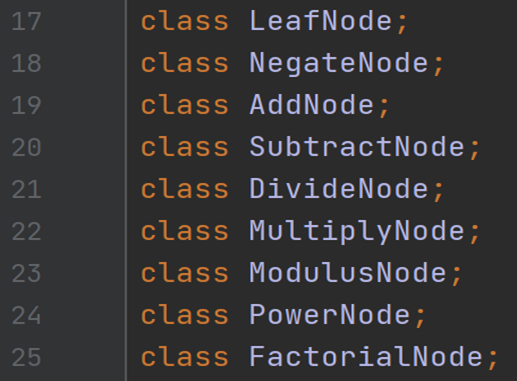 17 class LeafNode;
18 class NegateNode;
19 class AddNode;
20 class SubtractNode;
21 class DivideNode;
22 class MultiplyNode;
23 class ModulusNode;
24 class PowerNode;
25 class FactorialNode;